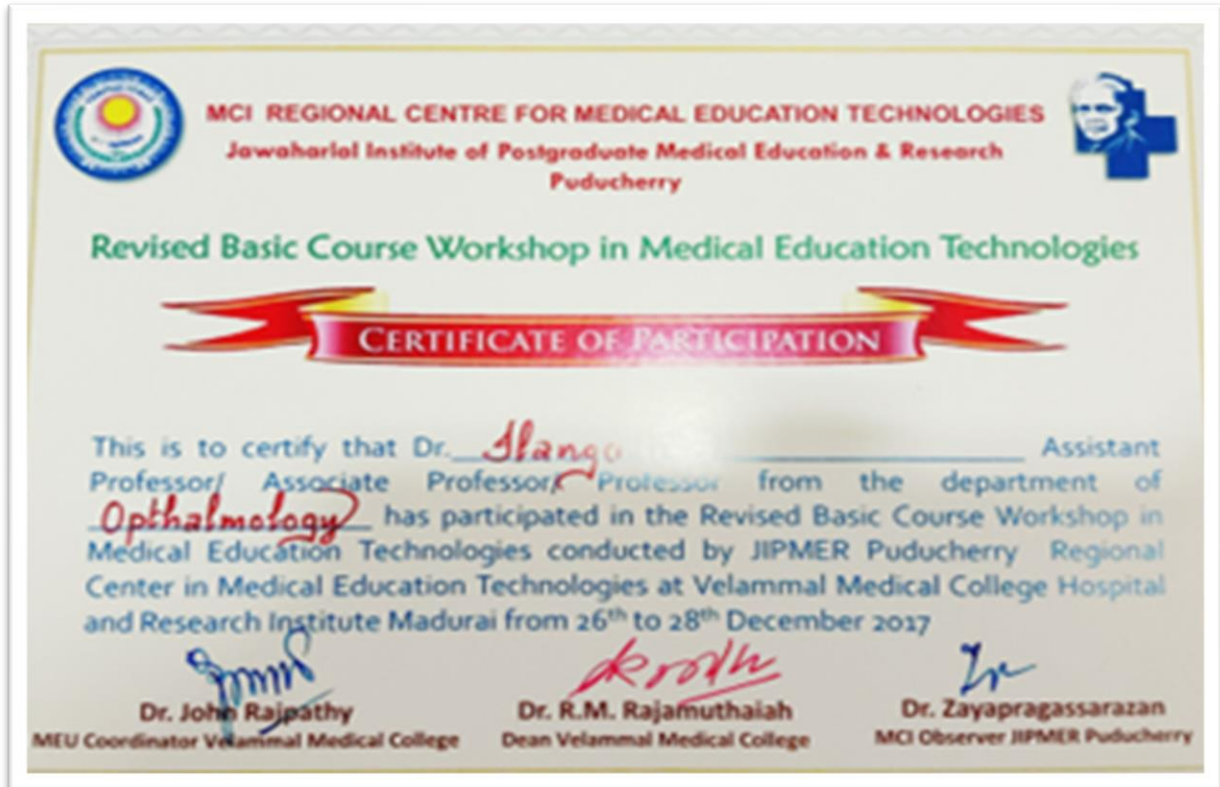 MCI REGIONAL CENTRE FOR MEDICAL EDUCATION TECHNOLOGIES
Jawaharlal Institute of Postgraduate Medical Education & Research
Puducherry
Revised Basic Course Workshop in Medical Education Technologies
CERTIFICATE OF PARTICIPATION
This is to certify that Dr. Ilango Assistant
Professor/ Associate Professor/ Professor from the department of
Opthalmology has participated in the Revised Basic Course Workshop in
Medical Education Technologies conducted by JIPMER Puducherry Regional
Center in Medical Education Technologies at Velammal Medical College Hospital
and Research Institute Madurai from 26th to 28th December 2017
Dr. John Rajpathy Dr. R.M. Rajamuthaiah Dr. Zayapragassarazan
MEU Coordinator Velammal Medical College Dean Velammal Medical College MCI Observer JIPMER Puducherry